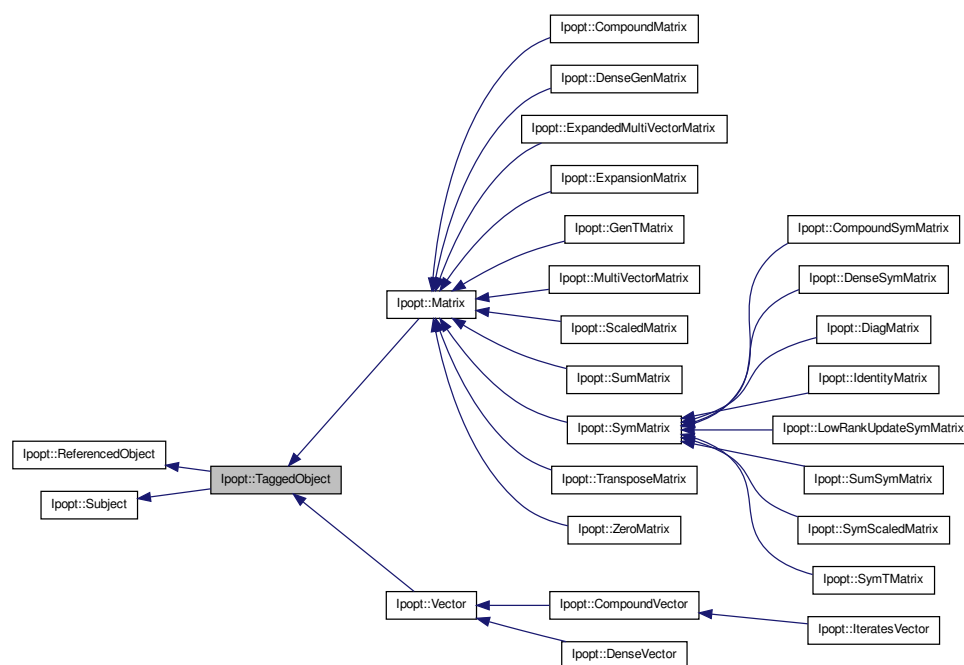 Ipopt::CompoundMatrix
Ipopt::DenseGenMatrix
Ipopt::ExpandedMultiVectorMatrix
Ipopt::ExpansionMatrix
Ipopt::GenTMatrix
Ipopt::MultiVectorMatrix
Ipopt::ScaledMatrix
Ipopt::SumMatrix
Ipopt::SymMatrix
Ipopt::TransposeMatrix
Ipopt::ZeroMatrix
Ipopt::CompoundSymMatrix
Ipopt::DenseSymMatrix
Ipopt::DiagMatrix
Ipopt::IdentityMatrix
Ipopt::LowRankUpdateSymMatrix
Ipopt::SumSymMatrix
Ipopt::SymScaledMatrix
Ipopt::SymTMatrix
Ipopt::Matrix
Ipopt::ReferencedObject
Ipopt::Subject
Ipopt::TaggedObject
Ipopt::Vector
Ipopt::CompoundVector
Ipopt::DenseVector
Ipopt::IteratesVector